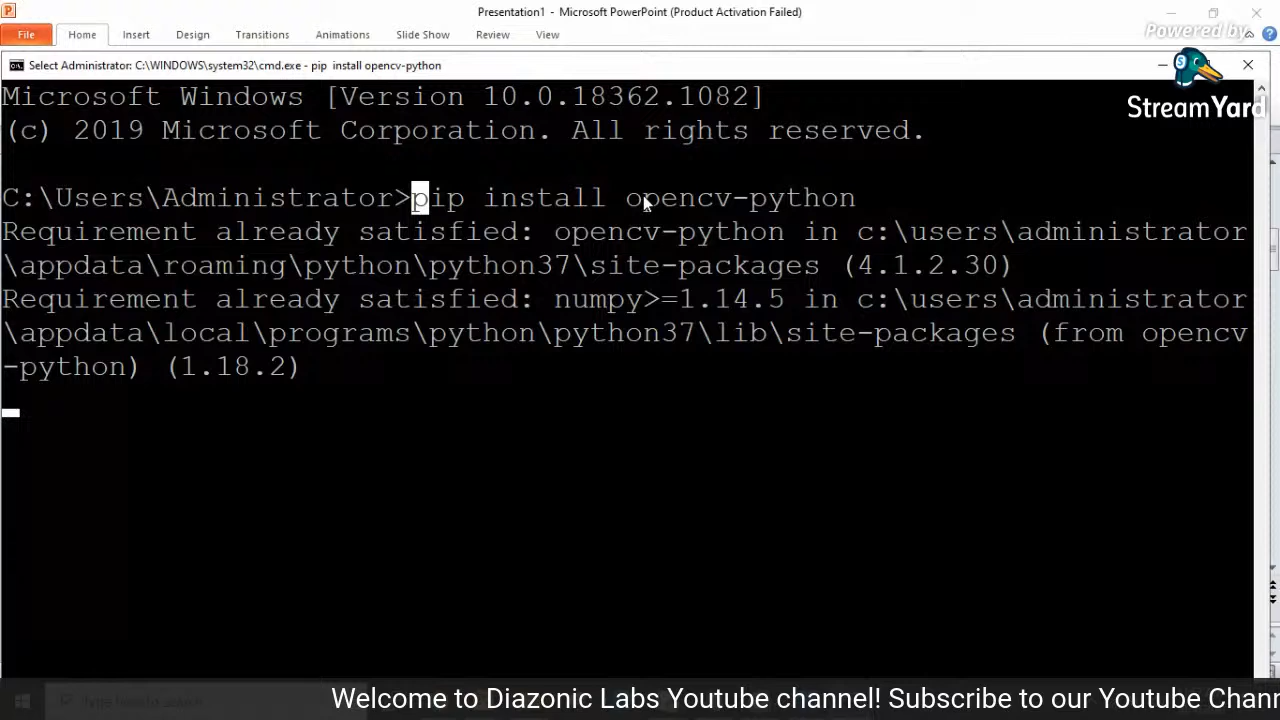 Presentation1 - Microsoft PowerPoint (Product Activation Failed)
File Home Insert Design Transitions Animations Slide Show Review View
Powered by
StreamYard
Select Administrator: C:\WINDOWS\system32\cmd.exe - pip install opencv-python
Microsoft Windows [Version 10.0.18362.1082]
(c) 2019 Microsoft Corporation. All rights reserved.
C:\Users\Administrator>pip install opencv-python
Requirement already satisfied: opencv-python in c:\users\administrator
\appdata\roaming\python\python37\site-packages (4.1.2.30)
Requirement already satisfied: numpy>=1.14.5 in c:\users\administrator
\appdata\local\programs\python\python37\lib\site-packages (from opencv
-python) (1.18.2)
Type here to search
Welcome to Diazonic Labs Youtube channel! Subscribe to our Youtube Chan